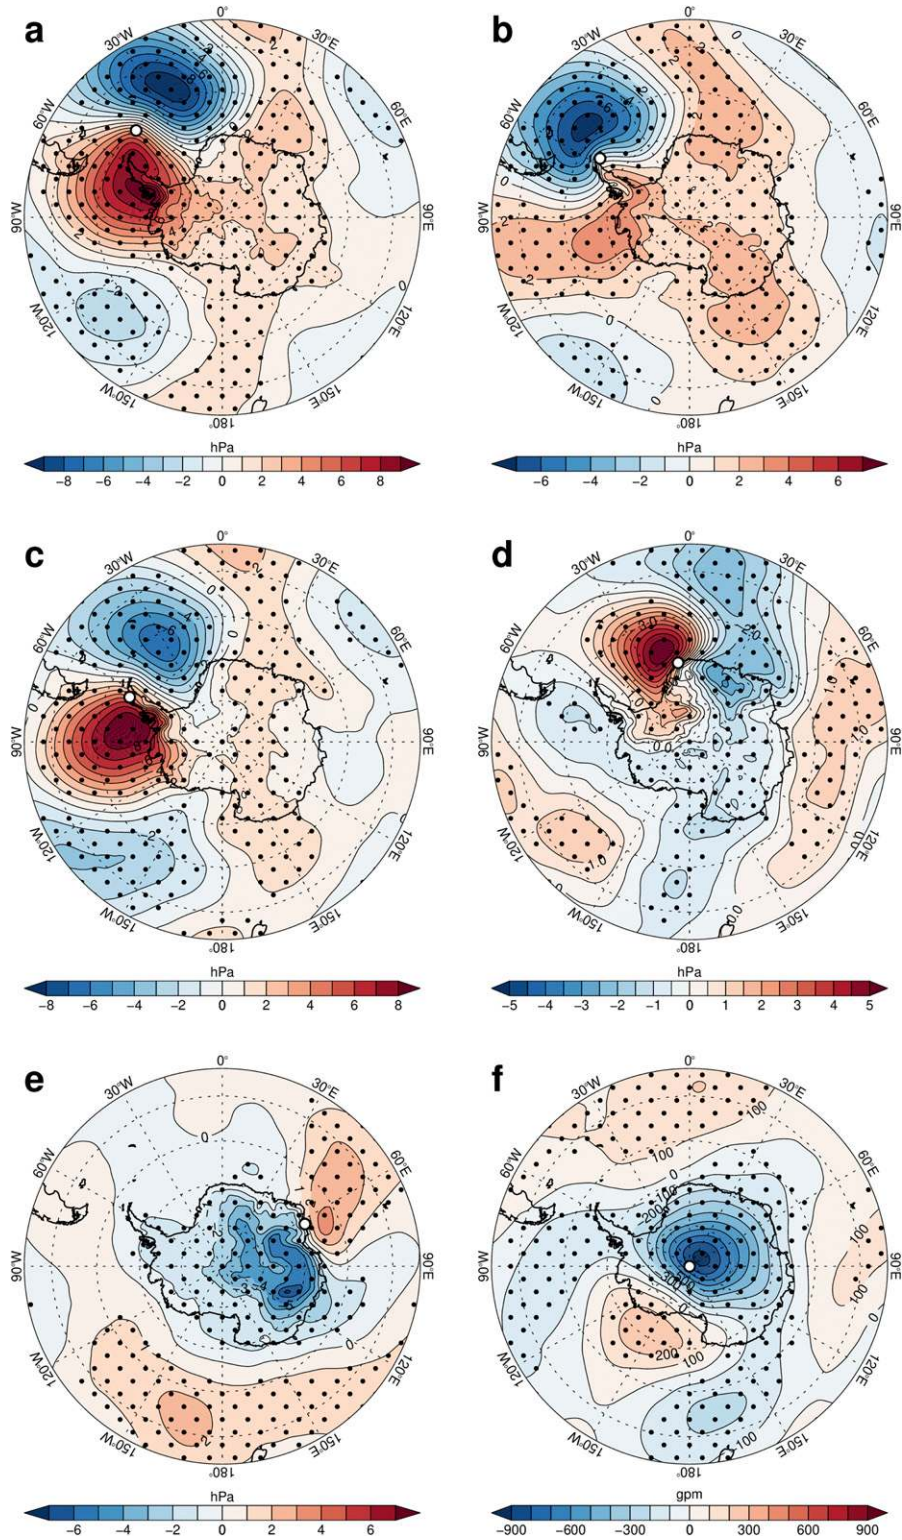 a
b
0°
0°
30°W
30°E
30°W
30°E
60°W
60°E
60°W
60°E
90°W
90°E
90°W
90°E
120°W
120°E
120°W
120°E
150°W
150°E
150°W
150°E
180°
180°
hPa
hPa
−8 −6 −4 −2 0 2 4 6 8
−6 −4 −2 0 2 4 6
c
d
0°
0°
30°W
30°E
30°W
30°E
60°W
60°E
60°W
60°E
90°W
90°E
90°W
90°E
120°W
120°E
120°W
120°E
150°W
150°E
150°W
150°E
180°
180°
hPa
hPa
−8 −6 −4 −2 0 2 4 6 8
−5 −4 −3 −2 −1 0 1 2 3 4 5
e
f
0°
0°
30°W
30°E
30°W
30°E
60°W
60°E
60°W
60°E
90°W
90°E
90°W
90°E
120°W
120°E
120°W
120°E
150°W
150°E
150°W
150°E
180°
180°
hPa
gpm
−6 −4 −2 0 2 4 6
−900 −600 −300 0 300 600 900